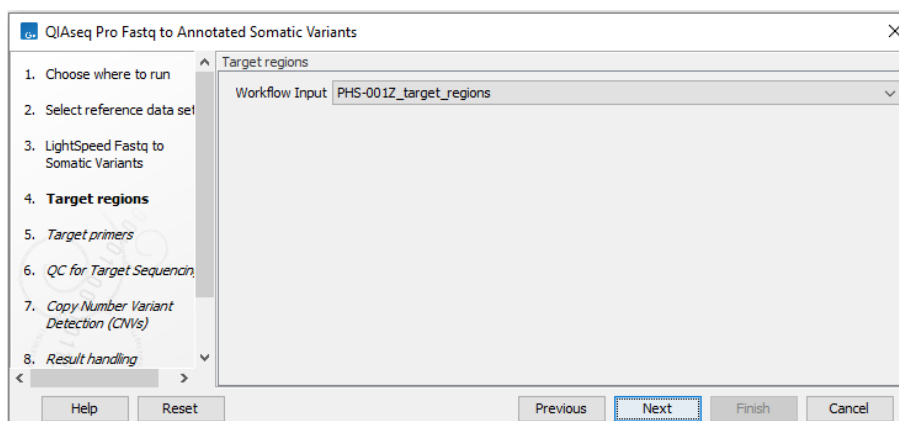 QIAseq Pro Fastq to Annotated Somatic Variants
1. Choose where to run
2. Select reference data set
3. LightSpeed Fastq to
Somatic Variants
4. Target regions
5. Target primers
6. QC for Target Sequencin
7. Copy Number Variant
Detection (CNVs)
8. Result handling
Target regions
Workflow Input PHS-001Z_target_regions
Help Reset Previous Next Finish Cancel